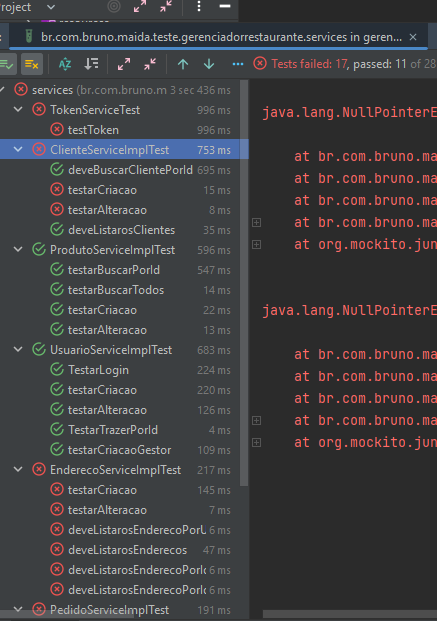 Project
br.com.bruno.maida.teste.gerenciadorrestaurante.services in geren...
Tests failed: 17, passed: 11 of 28
services (br.com.bruno.m 3 sec 436 ms
TokenServiceTest 996 ms
testToken 996 ms
ClienteServiceImplTest 753 ms
deveBuscarClientePorId 695 ms
testarCriacao 15 ms
testarAlteracao 8 ms
deveListarosClientes 35 ms
ProdutoServiceImplTest 596 ms
testarBuscarPorId 547 ms
testarBuscarTodos 14 ms
testarCriacao 22 ms
testarAlteracao 13 ms
UsuarioServiceImplTest 683 ms
TestarLogin 224 ms
testarCriacao 220 ms
testarAlteracao 126 ms
TestarTrazerPorId 4 ms
testarCriacaoGestor 109 ms
EnderecoServiceImplTest 217 ms
testarCriacao 145 ms
testarAlteracao 7 ms
deveListarosEnderecoPorU 6 ms
deveListarosEnderecos 47 ms
deveListarosEnderecoPorIc 6 ms
deveListarosEnderecoPorIc 6 ms
PedidoServiceImplTest 191 ms
java.lang.NullPointerE
at br.com.bruno.ma
at br.com.bruno.ma
at br.com.bruno.ma
at br.com.bruno.ma
at org.mockito.jun
java.lang.NullPointerE
at br.com.bruno.ma
at br.com.bruno.ma
at br.com.bruno.ma
at br.com.bruno.ma
at org.mockito.jun